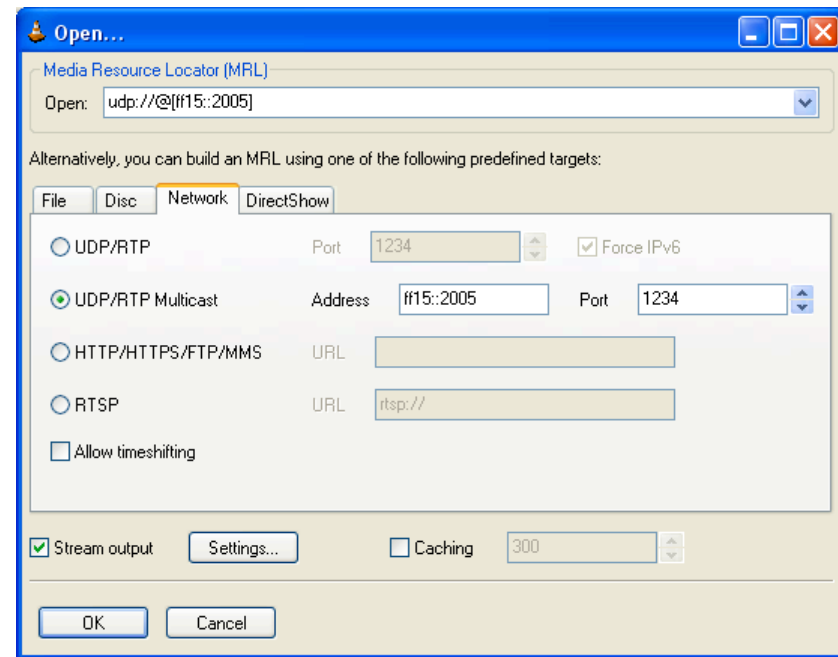 Open...
Media Resource Locator (MRL)
Open: udp://@[ff15::2005]
Alternatively, you can build an MRL using one of the following predefined targets:
File Disc Network DirectShow
UDP/RTP Port 1234 Force IPv6
UDP/RTP Multicast Address ff15::2005 Port 1234
HTTP/HTTPS/FTP/MMS URL
RTSP URL rtsp://
Allow timeshifting
Stream output Settings... Caching 300
OK Cancel